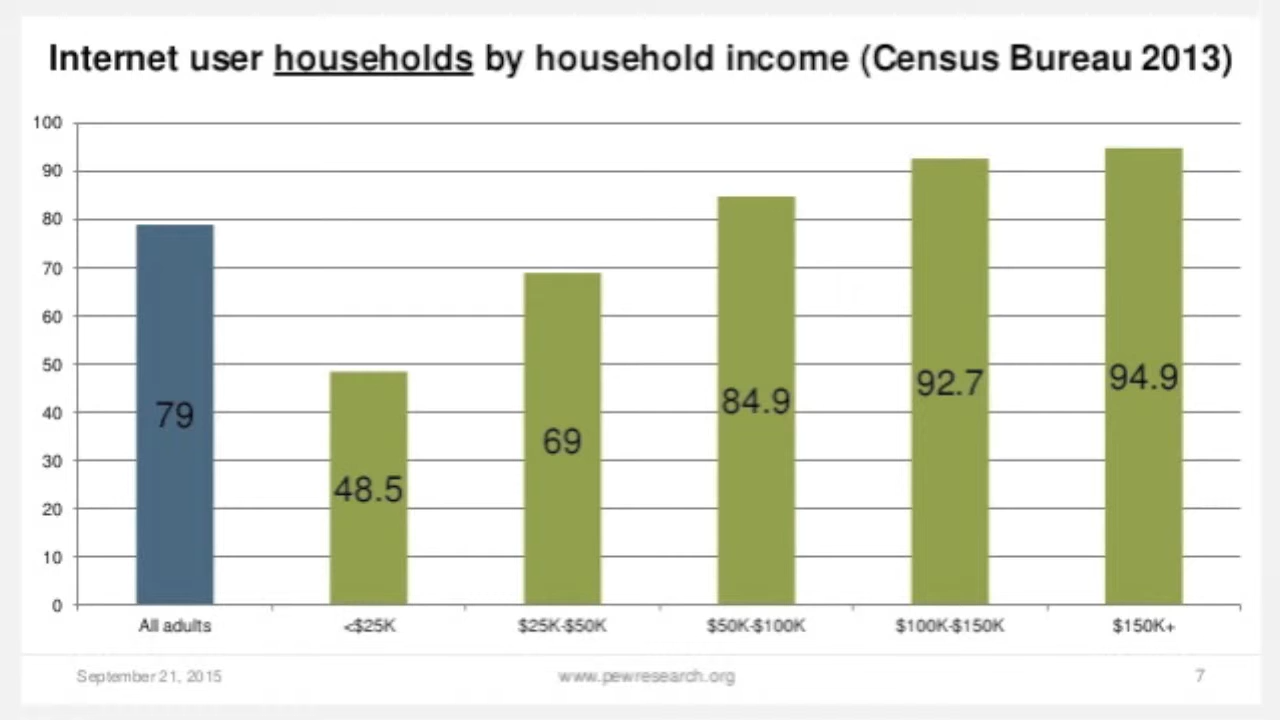 Internet user households by household income (Census Bureau 2013)
100
90
80
70
60
50
40
30
20
10
0
79
48.5
69
84.9
92.7
94.9
All adults
<$25K
$25K-$50K
$50K-$100K
$100K-$150K
$150K+
September 21, 2015
www.pewresearch.org
7